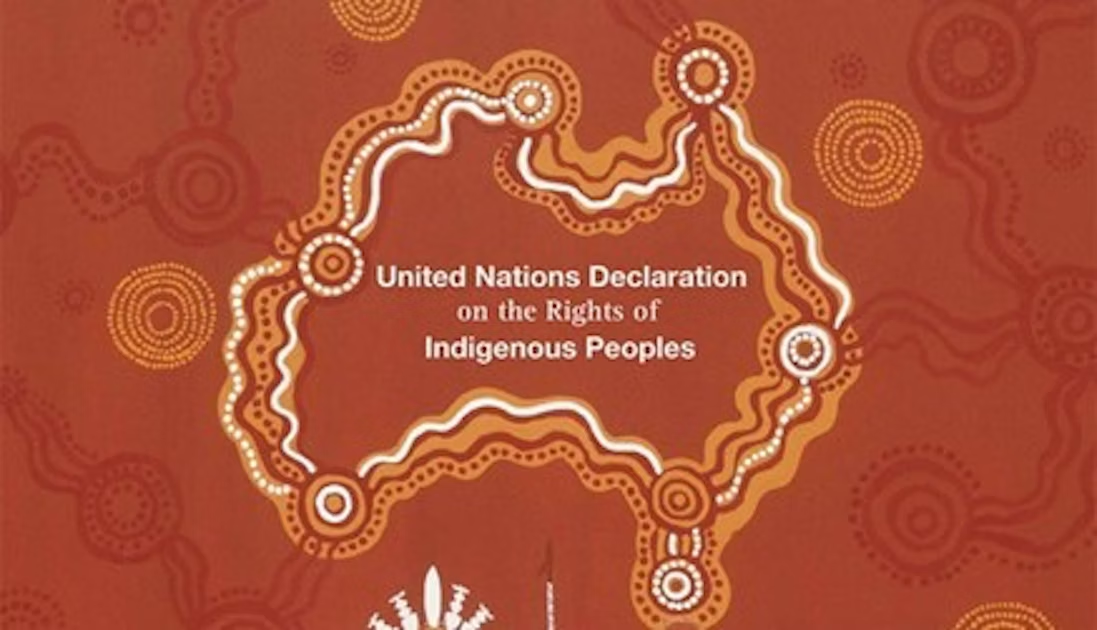 United Nations Declaration
on the Rights of
Indigenous Peoples